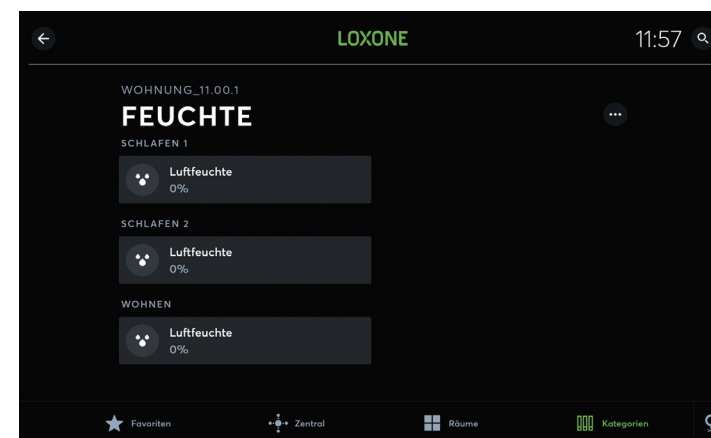 LOXONE
11:57
WOHNUNG_11.00.1
FEUCHTE
SCHLAFEN 1
Luftfeuchte
0%
SCHLAFEN 2
Luftfeuchte
0%
WOHNEN
Luftfeuchte
0%
Favoriten
Zentral
Räume
Kategorien